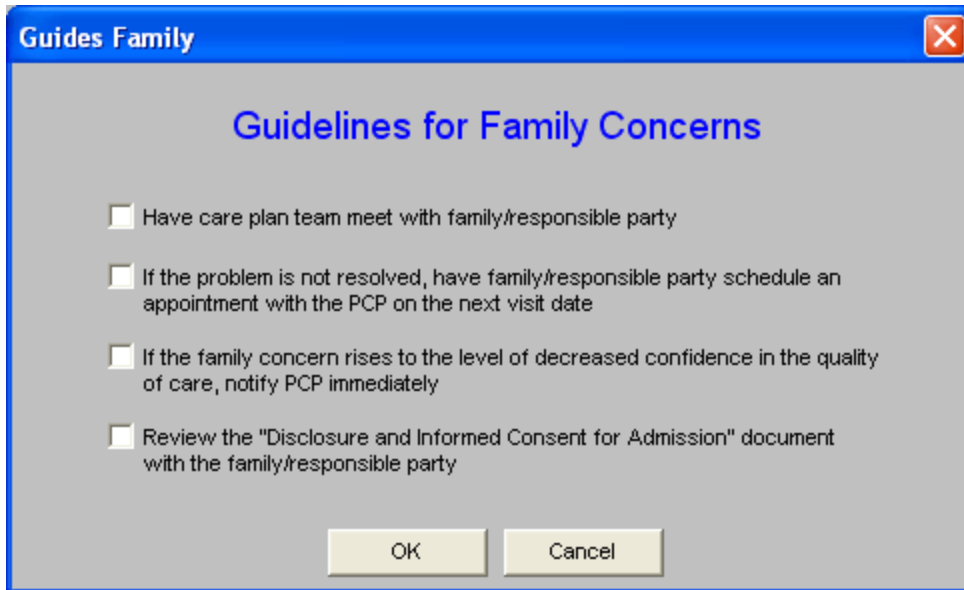 Guides Family
Guidelines for Family Concerns
Have care plan team meet with family/responsible party
If the problem is not resolved, have family/responsible party schedule an
appointment with the PCP on the next visit date
If the family concern rises to the level of decreased confidence in the quality
of care, notify PCP immediately
Review the "Disclosure and Informed Consent for Admission" document
with the family/responsible party
OK
Cancel